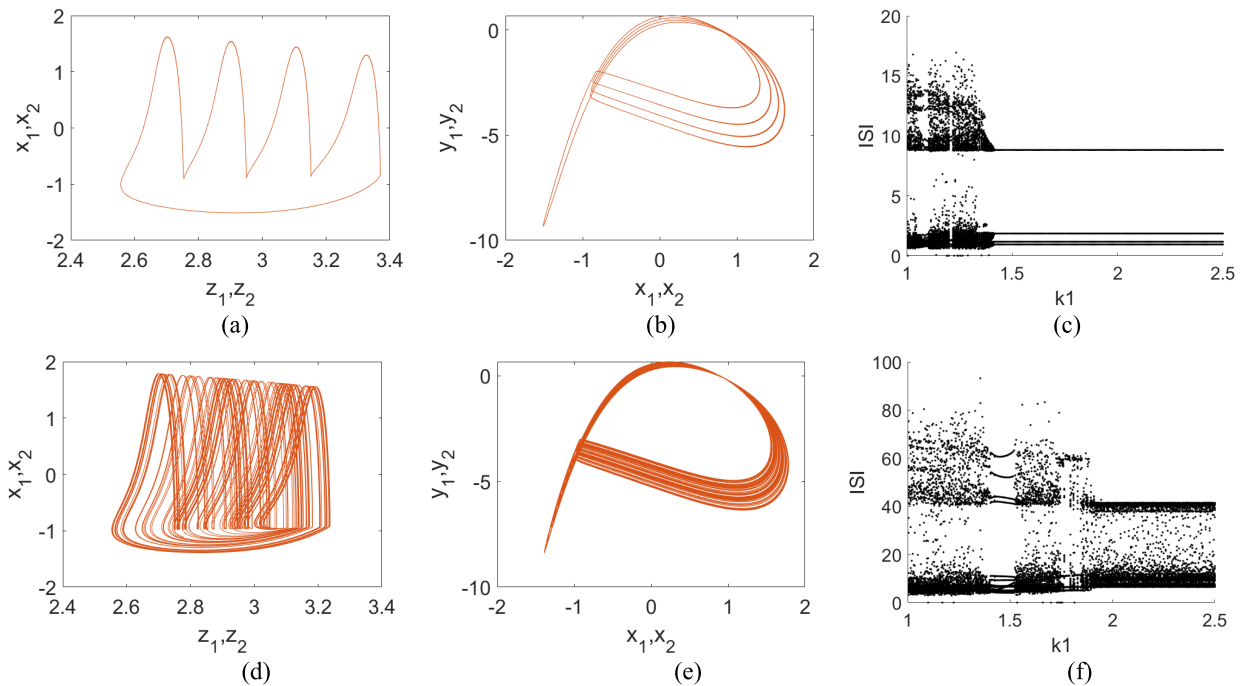 2
1
0
-1
-2
x1,x2
2.4 2.6 2.8 3 3.2 3.4
z1,z2
(a)
0
-5
-10
y1,y2
-2 -1 0 1 2
x1,x2
(b)
20
15
10
5
0
ISI
1 1.5 2 2.5
k1
(c)
2
1
0
-1
-2
x1,x2
2.4 2.6 2.8 3 3.2 3.4
z1,z2
(d)
0
-5
-10
y1,y2
-2 -1 0 1 2
x1,x2
(e)
100
80
60
40
20
0
ISI
1 1.5 2 2.5
k1
(f)